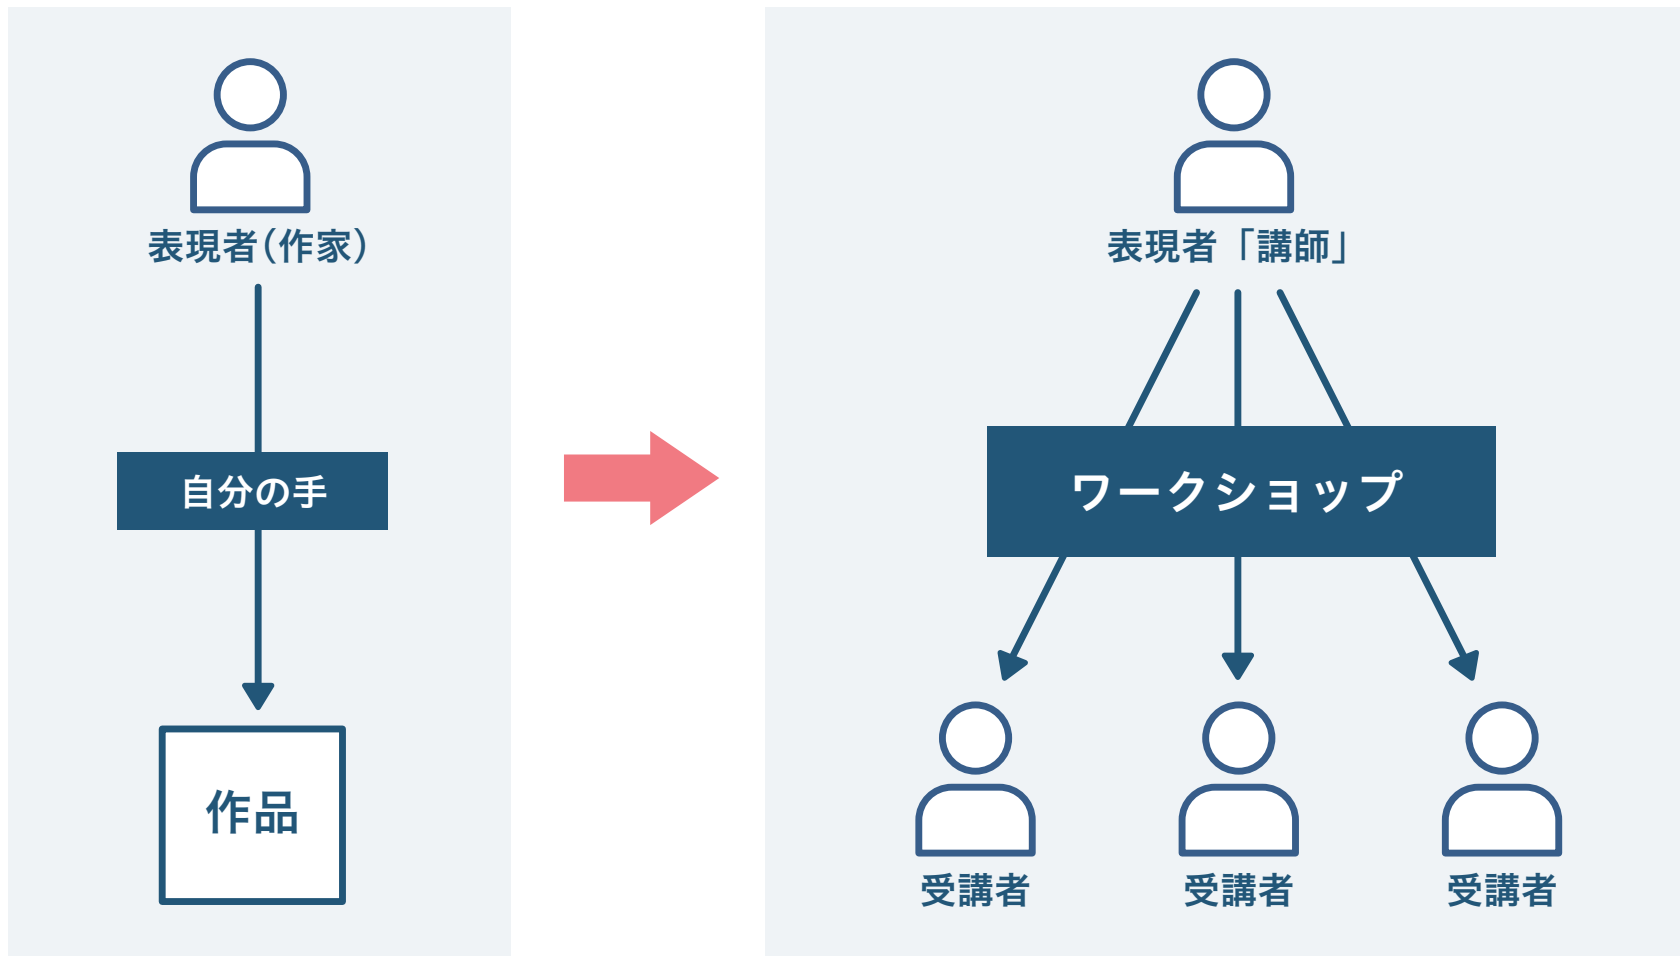 表現者(作家)
自分の手
作品
表現者「講師」
ワークショップ
受講者
受講者
受講者